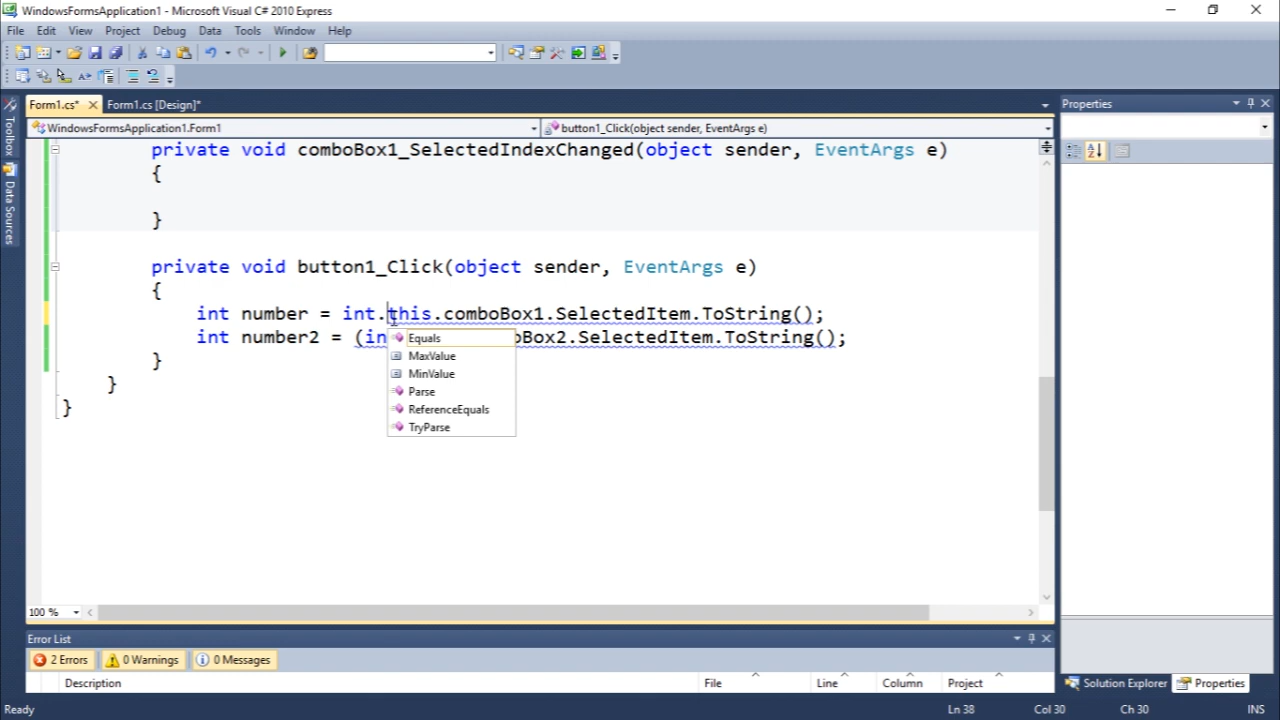 WindowsFormsApplication1 - Microsoft Visual C# 2010 Express
File Edit View Project Debug Data Tools Window Help
Form1.cs* Form1.cs [Design]* Properties
WindowsFormsApplication1.Form1 button1_Click(object sender, EventArgs e)
Toolbox
Data Sources
private void comboBox1_SelectedIndexChanged(object sender, EventArgs e)
{
}
private void button1_Click(object sender, EventArgs e)
{
int number = int.this.comboBox1.SelectedItem.ToString();
int number2 = (in oBox2.SelectedItem.ToString();
}
}
}
Equals
MaxValue
MinValue
Parse
ReferenceEquals
TryParse
100 %
Error List
2 Errors 0 Warnings 0 Messages
Description File Line Column Project
Solution Explorer Properties
Ready Ln 38 Col 30 Ch 30 INS